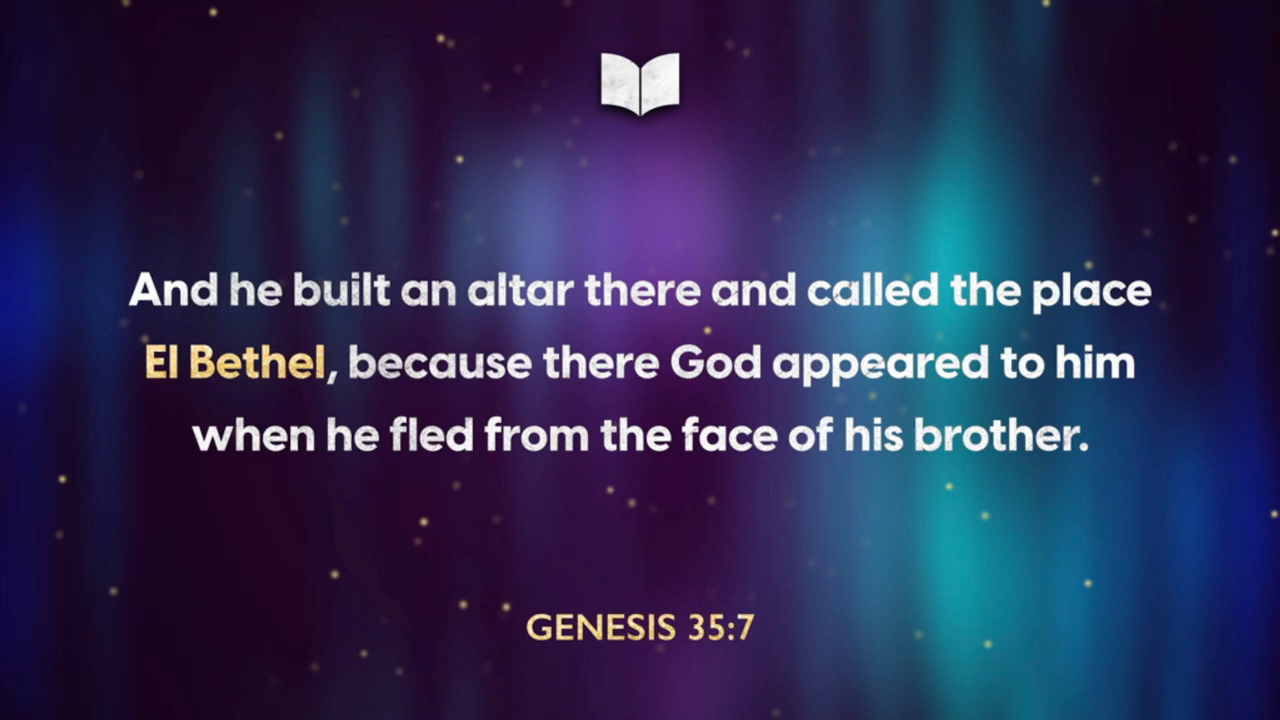 And he built an altar there and called the place
El Bethel, because there God appeared to him
when he fled from the face of his brother.
GENESIS 35:7